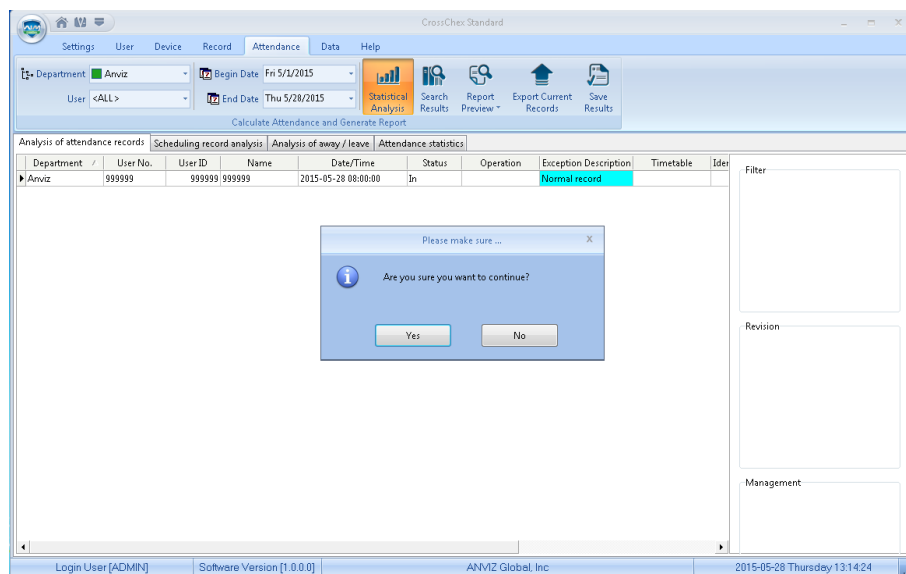 CrossChex Standard
Settings User Device Record Attendance Data Help
Department Anviz Begin Date Fri 5/1/2015
User <ALL> End Date Thu 5/28/2015
Statistical Analysis
Search Results
Report Preview
Export Current Records
Save Results
Calculate Attendance and Generate Report
Analysis of attendance records Scheduling record analysis Analysis of away / leave Attendance statistics
Department User No. User ID Name Date/Time Status Operation Exception Description Timetable Iden
Anviz 999999 999999 999999 2015-05-28 08:00:00 In Normal record
Filter
Please make sure ...
Are you sure you want to continue?
Yes No
Revision
Management
Login User [ADMIN] Software Version [1.0.0.0] ANVIZ Global, Inc 2015-05-28 Thursday 13:14:24